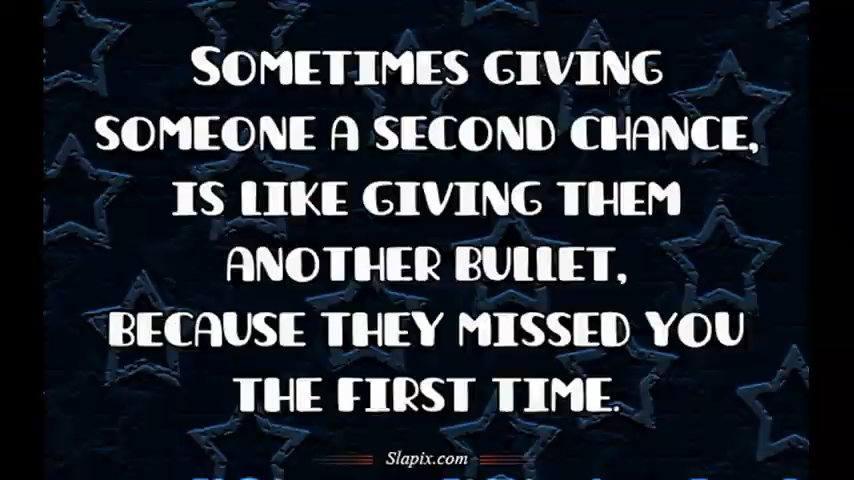 Sometimes giving
someone a second chance,
is like giving them
another bullet,
because they missed you
the first time.
Slapix.com